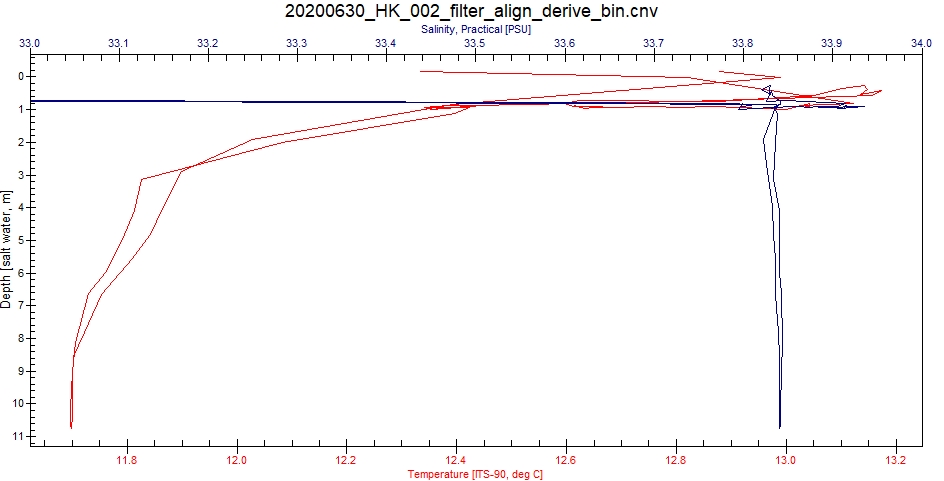 20200630_HK_002_filter_align_derive_bin.cnv
Salinity, Practical [PSU]
33.0 33.1 33.2 33.3 33.4 33.5 33.6 33.7 33.8 33.9 34.0
Depth [salt water, m]
0
1
2
3
4
5
6
7
8
9
10
11
11.8 12.0 12.2 12.4 12.6 12.8 13.0 13.2
Temperature [ITS-90, deg C]